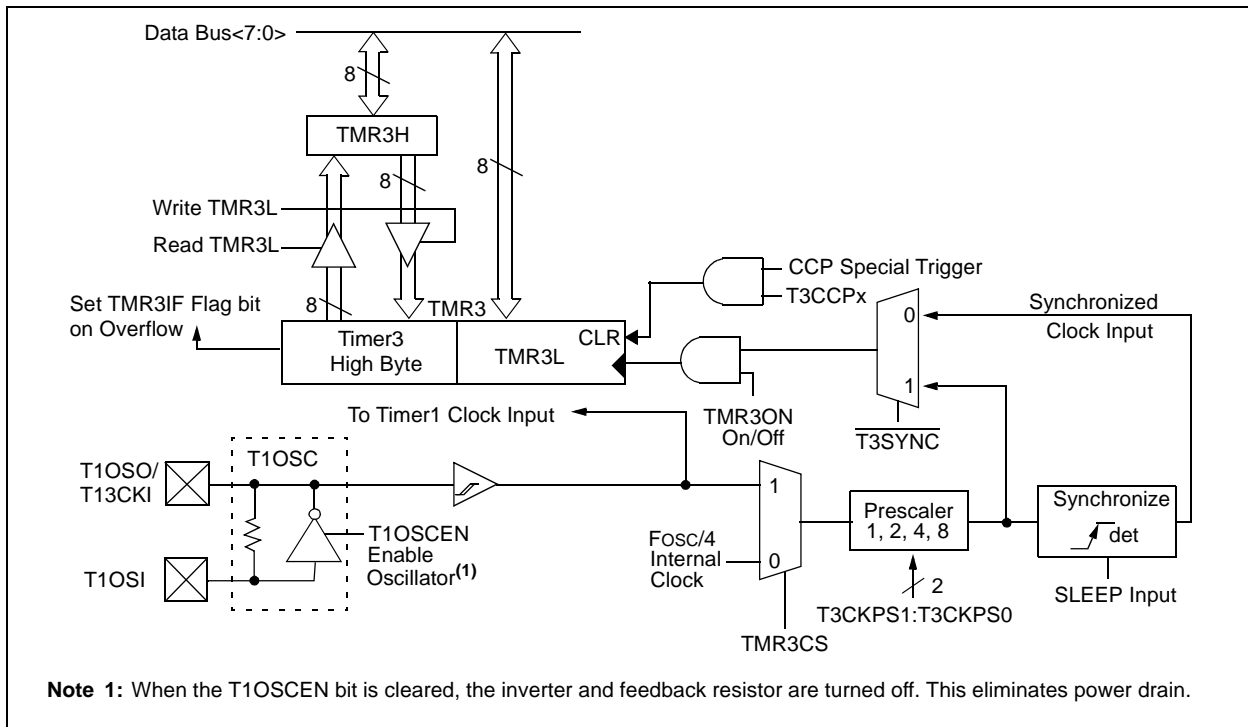 Data Bus<7:0>
8
TMR3H
8
8
Write TMR3L
Read TMR3L
CCP Special Trigger
T3CCPx
8
TMR3
Set TMR3IF Flag bit
on Overflow
Timer3
High Byte
TMR3L
CLR
0
1
Synchronized
Clock Input
TMR3ON
On/Off
T3SYNC
To Timer1 Clock Input
T1OSC
T1OSO/
T13CKI
T1OSCEN
Enable
Oscillator(1)
T1OSI
1
0
FOSC/4
Internal
Clock
Prescaler
1, 2, 4, 8
Synchronize
det
2
T3CKPS1:T3CKPS0
SLEEP Input
TMR3CS
Note 1: When the T1OSCEN bit is cleared, the inverter and feedback resistor are turned off. This eliminates power drain.